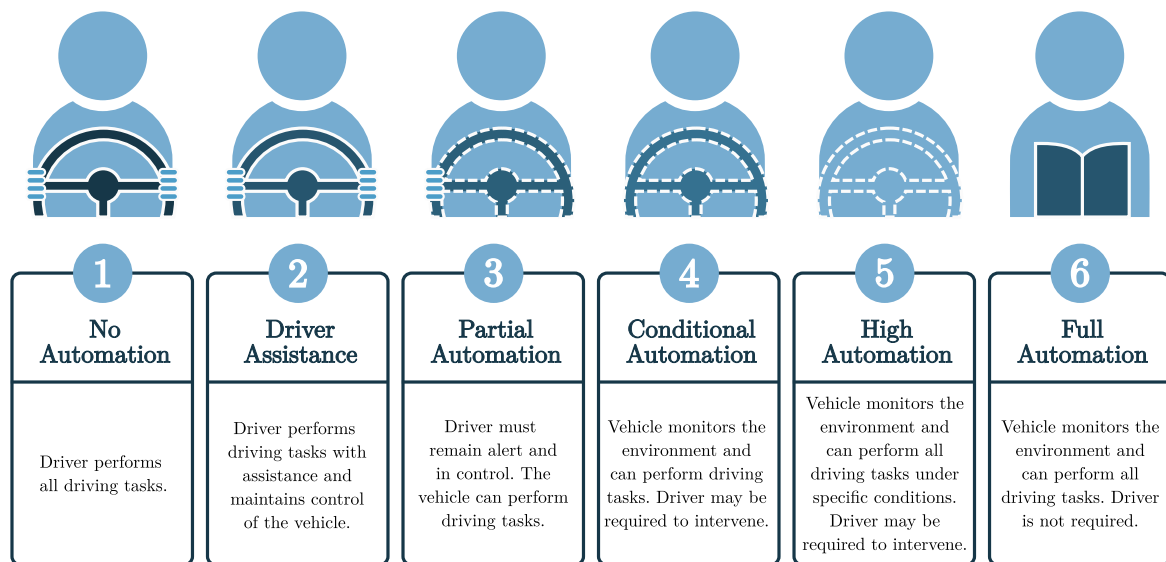 1
No
Automation
Driver performs
all driving tasks.
2
Driver
Assistance
Driver performs
driving tasks with
assistance and
maintains control
of the vehicle.
3
Partial
Automation
Driver must
remain alert and
in control. The
vehicle can perform
driving tasks.
4
Conditional
Automation
Vehicle monitors the
environment and
can perform driving
tasks. Driver may be
required to intervene.
5
High
Automation
Vehicle monitors the
environment and
can perform all
driving tasks under
specific conditions.
Driver may be
required to intervene.
6
Full
Automation
Vehicle monitors the
environment and
can perform all
driving tasks. Driver
is not required.